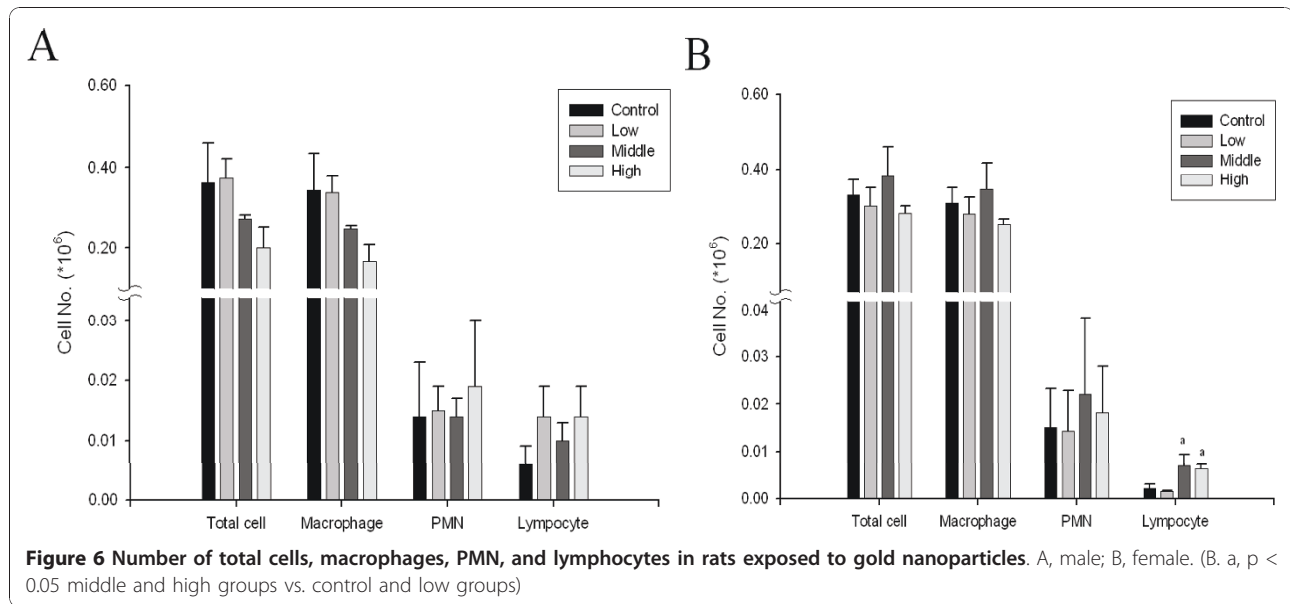 A
0.60
0.40
0.20
0.03
0.02
0.01
0.00
Cell No. (*10⁶)
Control
Low
Middle
High
Total cell
Macrophage
PMN
Lympocyte
B
0.60
0.40
0.20
0.04
0.03
0.02
0.01
0.00
Cell No. (*10⁶)
Control
Low
Middle
High
a
a
Total cell
Macrophage
PMN
Lympocyte
Figure 6 Number of total cells, macrophages, PMN, and lymphocytes in rats exposed to gold nanoparticles. A, male; B, female. (B. a, p <
0.05 middle and high groups vs. control and low groups)